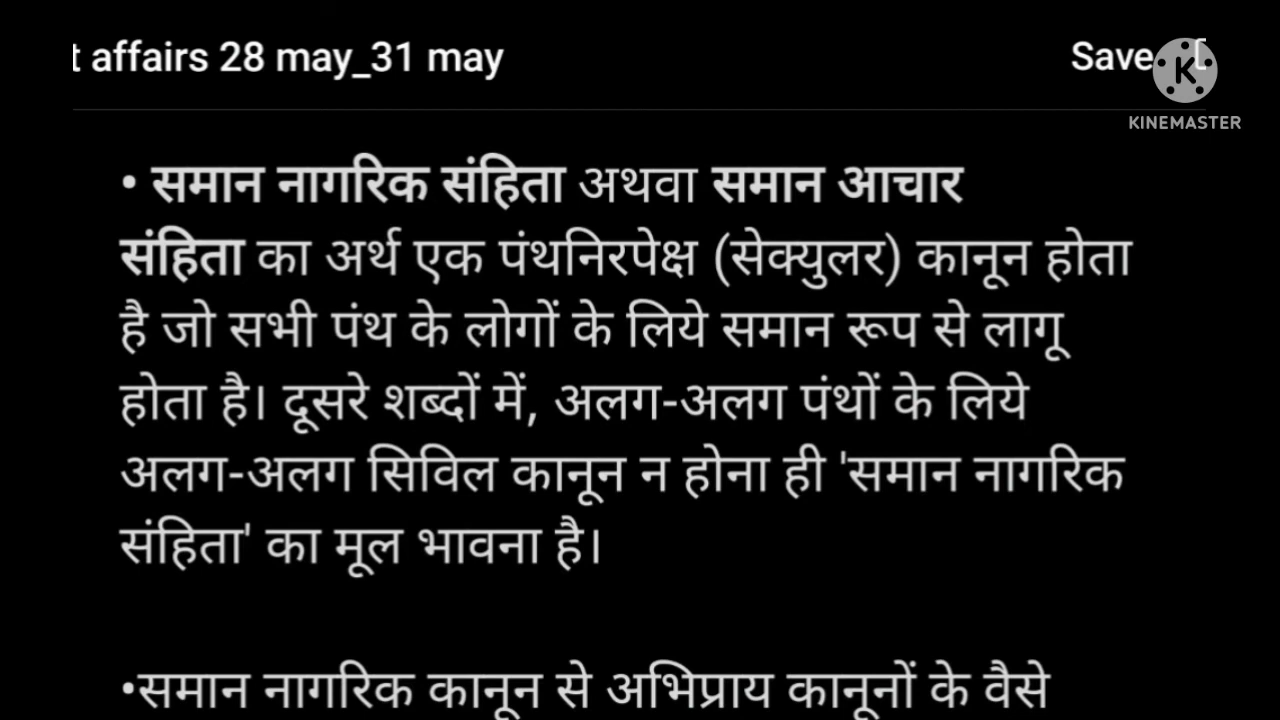 t affairs 28 may_31 may
Save
KINEMASTER
• समान नागरिक संहिता अथवा समान आचार
संहिता का अर्थ एक पंथनिरपेक्ष (सेक्युलर) कानून होता
है जो सभी पंथ के लोगों के लिये समान रूप से लागू
होता है। दूसरे शब्दों में, अलग-अलग पंथों के लिये
अलग-अलग सिविल कानून न होना ही 'समान नागरिक
संहिता' का मूल भावना है।
•समान नागरिक कानून से अभिप्राय कानूनों के वैसे